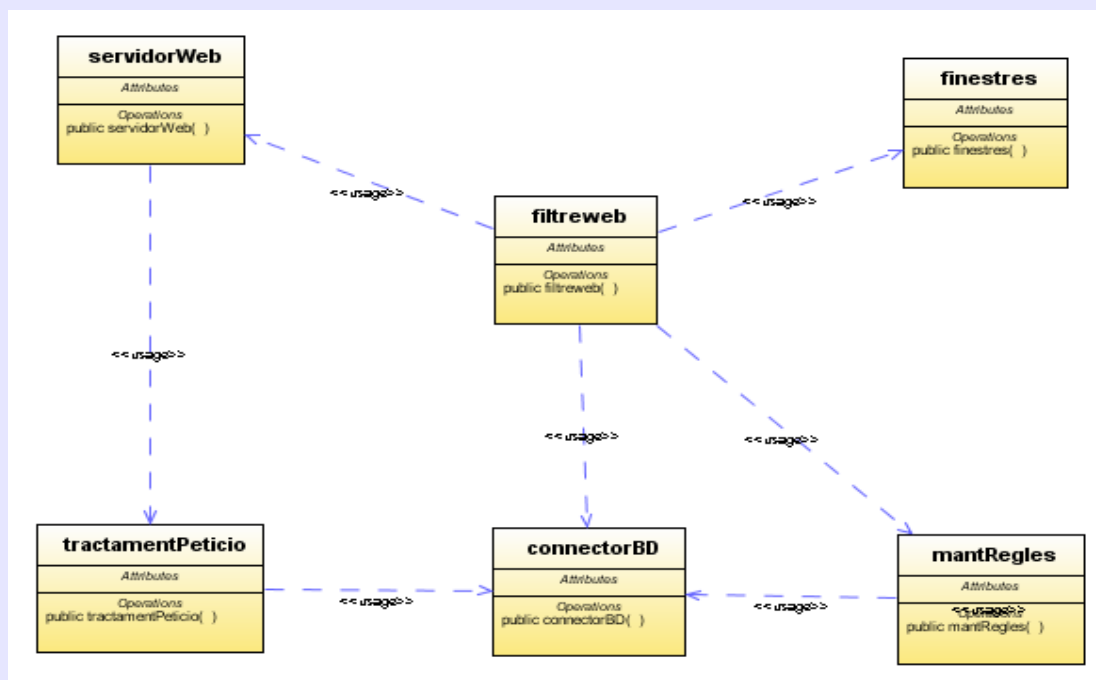 servidorWeb
Attributes
Operations
public servidorWeb( )
finestres
Attributes
Operations
public finestres( )
<<usage>>
<<usage>>
filtreweb
Attributes
Operations
public filtreweb( )
<<usage>>
<<usage>>
<<usage>>
tractamentPeticio
Attributes
Operations
public tractamentPeticio( )
<<usage>>
connectorBD
Attributes
Operations
public connectorBD( )
<<usage>>
mantRegles
Attributes
<<usage>>
Operations
public mantRegles( )